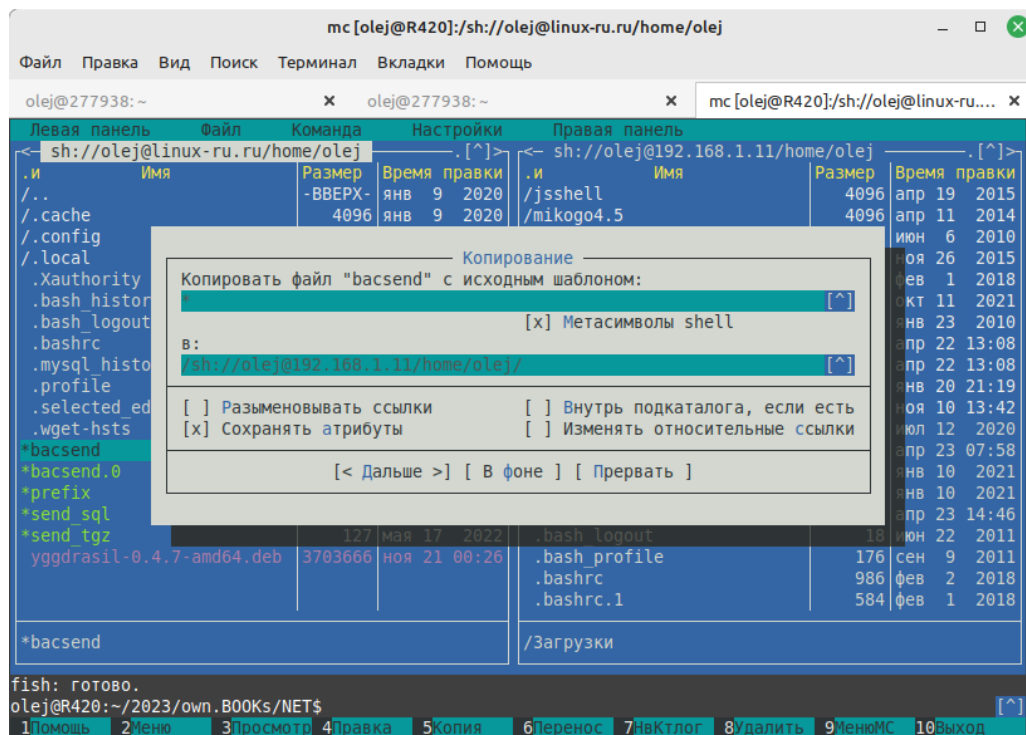 mc [olej@R420]:/sh://olej@linux-ru.ru/home/olej
Файл Правка Вид Поиск Терминал Вкладки Помощь
olej@277938: ~ × olej@277938: ~ × mc [olej@R420]:/sh://olej@linux-ru.… ×
Левая панель Файл Команда Настройки Правая панель
<— sh://olej@linux-ru.ru/home/olej .[^]> <— sh://olej@192.168.1.11/home/olej .[^]>
.и Имя Размер Время правки .и Имя Размер Время правки
/.. -ВВЕРХ- янв 9 2020 /jsshell 4096 апр 19 2015
/.cache 4096 янв 9 2020 /mikogo4.5 4096 апр 11 2014
/.config июн 6 2010
/.local ноя 26 2015
Копирование
.Xauthority Копировать файл "bacsend" с исходным шаблоном: фев 1 2018
.bash_histor * [^] окт 11 2021
.bash_logout [x] Метасимволы shell янв 23 2010
.bashrc в: апр 22 13:08
.mysql_histo /sh://olej@192.168.1.11/home/olej/ [^] апр 22 13:08
.profile янв 20 21:19
.selected_ed [ ] Разыменовывать ссылки [ ] Внутрь подкаталога, если есть ноя 10 13:42
.wget-hsts [x] Сохранять атрибуты [ ] Изменять относительные ссылки июл 12 2020
*bacsend апр 23 07:58
*bacsend.0 [< Дальше >] [ В фоне ] [ Прервать ] янв 10 2021
*prefix янв 10 2021
*send_sql апр 23 14:46
*send_tgz 127 мая 17 2022 .bash_logout 18 июн 22 2011
yggdrasil-0.4.7-amd64.deb 3703666 ноя 21 00:26 .bash_profile 176 сен 9 2011
.bashrc 986 фев 2 2018
.bashrc.1 584 фев 1 2018
*bacsend /Загрузки
fish: готово.
olej@R420:~/2023/own.BOOKs/NET$ [^]
1Помощь 2Меню 3Просмотр 4Правка 5Копия 6Перенос 7НвКтлог 8Удалить 9МенюMC 10Выход